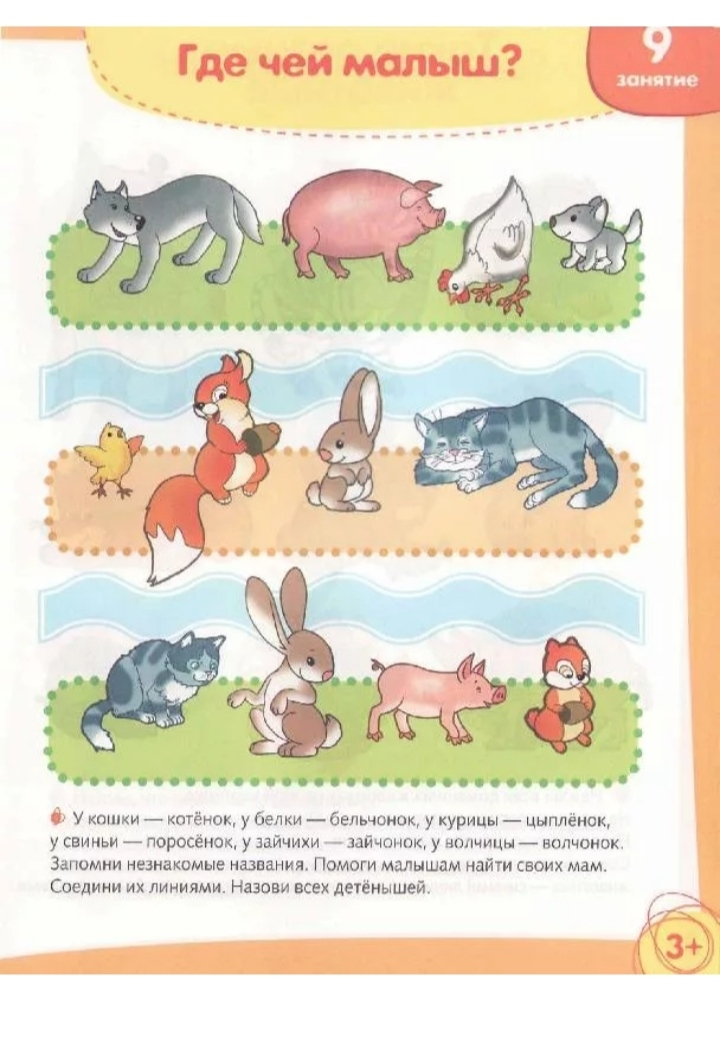 Где чей малыш?
9
занятие
У кошки — котёнок, у белки — бельчонок, у курицы — цыплёнок,
у свиньи — поросёнок, у зайчихи — зайчонок, у волчицы — волчонок.
Запомни незнакомые названия. Помоги малышам найти своих мам.
Соедини их линиями. Назови всех детёнышей.
3+